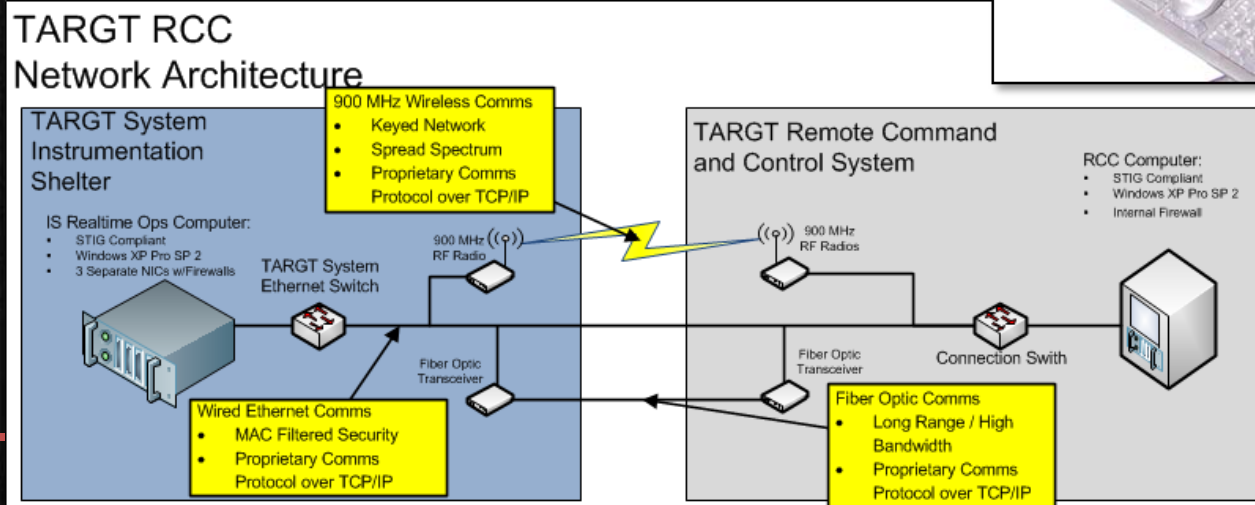 TARGT RCC
Network Architecture
TARGT System
Instrumentation
Shelter
IS Realtime Ops Computer:
• STIG Compliant
• Windows XP Pro SP 2
• 3 Separate NICs w/Firewalls
TARGT System
Ethernet Switch
900 MHz Wireless Comms
• Keyed Network
• Spread Spectrum
• Proprietary Comms
Protocol over TCP/IP
900 MHz
RF Radio
Fiber Optic
Transceiver
Wired Ethernet Comms
• MAC Filtered Security
• Proprietary Comms
Protocol over TCP/IP
TARGT Remote Command
and Control System
900 MHz
RF Radios
RCC Computer:
• STIG Compliant
• Windows XP Pro SP 2
• Internal Firewall
Connection Swith
Fiber Optic
Transceiver
Fiber Optic Comms
• Long Range / High
Bandwidth
• Proprietary Comms
Protocol over TCP/IP